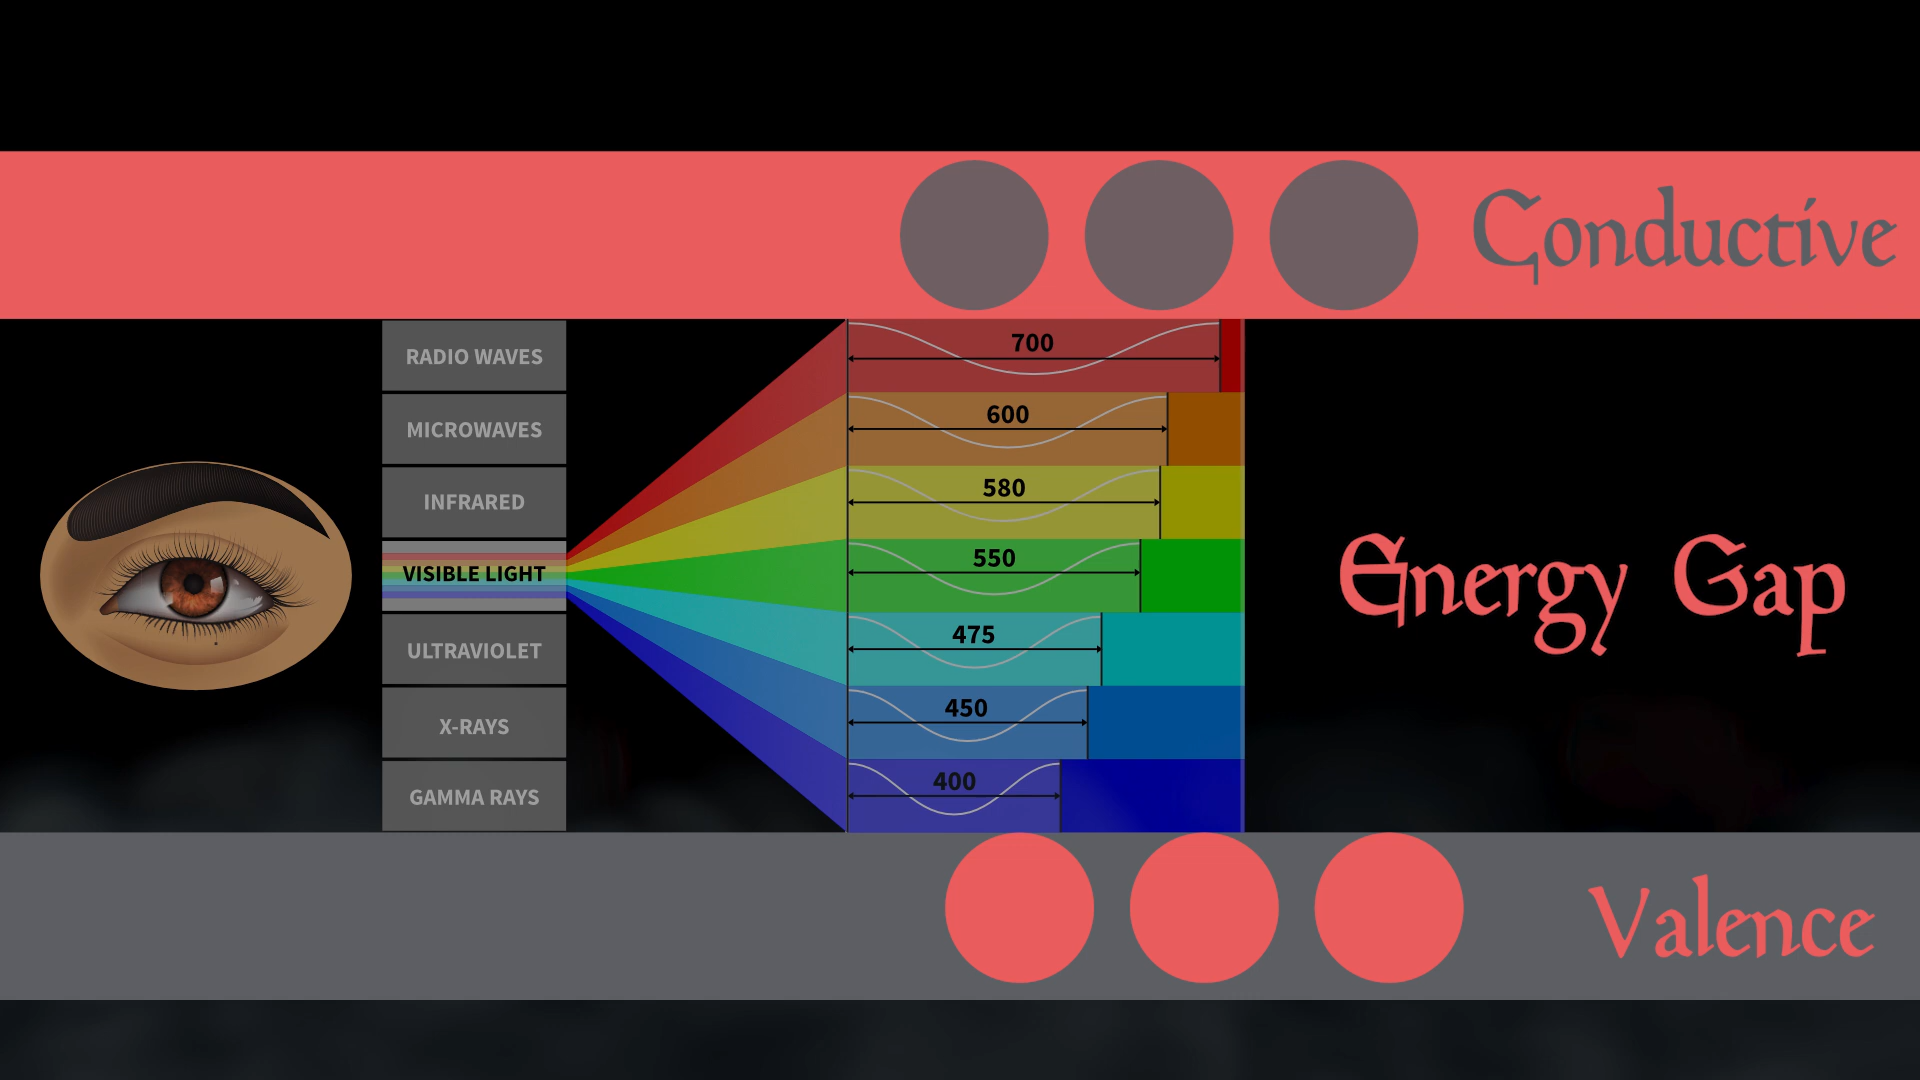 Conductive
RADIO WAVES
MICROWAVES
INFRARED
VISIBLE LIGHT
ULTRAVIOLET
X-RAYS
GAMMA RAYS
700
600
580
550
475
450
400
Energy Gap
Valence